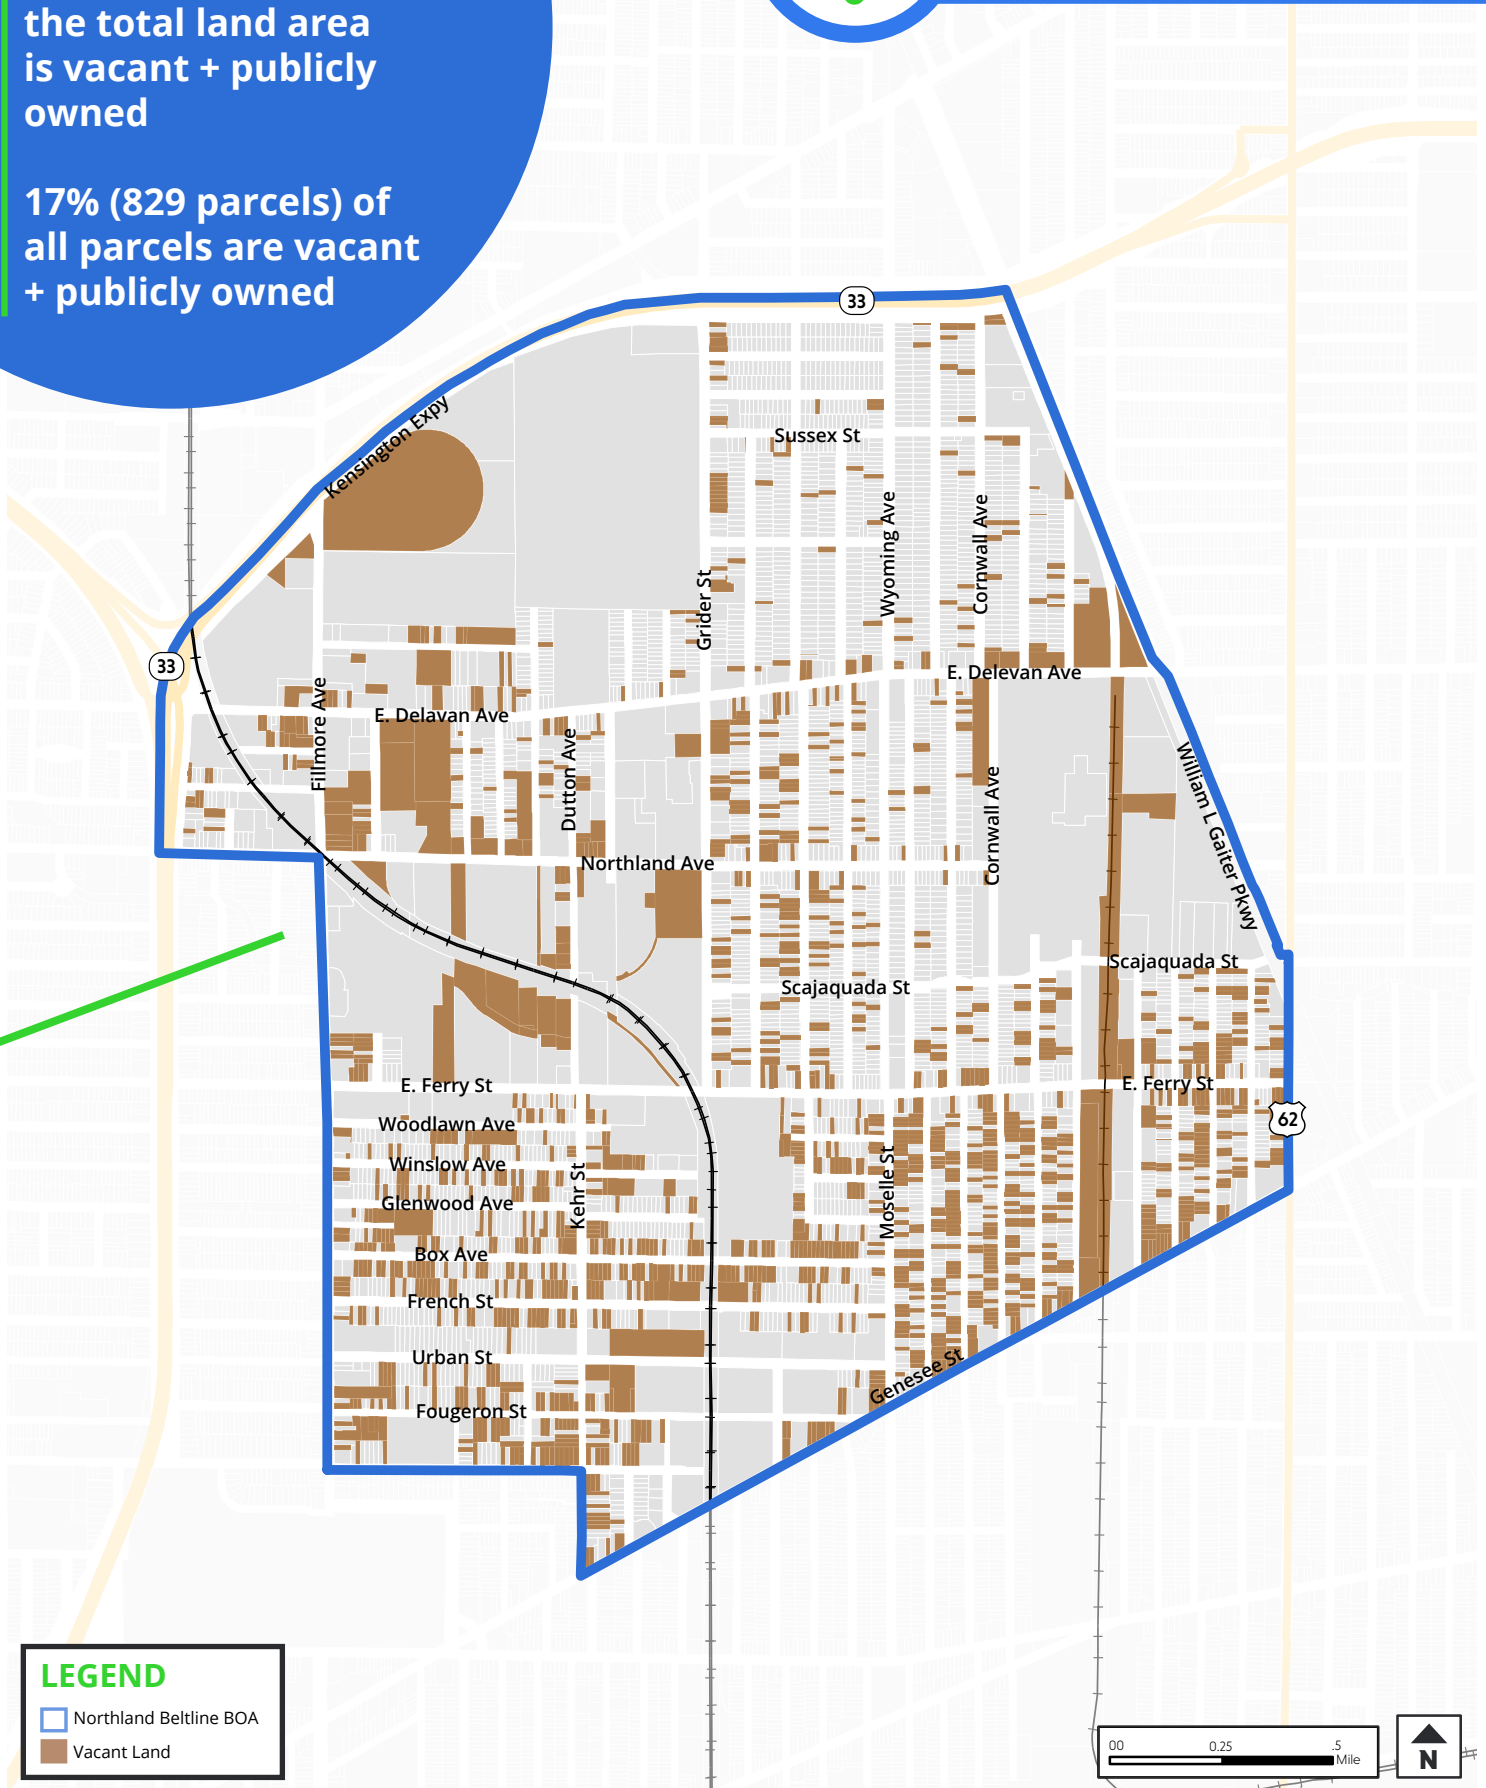 the total land area
is vacant + publicly
owned
17% (829 parcels) of
all parcels are vacant
+ publicly owned
33
Kensington Expy
Sussex St
Wyoming Ave
Cornwall Ave
Grider St
33
E. Delevan Ave
Fillmore Ave
E. Delavan Ave
Dutton Ave
William L Gaiter Pkwy
Cornwall Ave
Northland Ave
Scajaquada St
Scajaquada St
E. Ferry St
E. Ferry St
62
Woodlawn Ave
Winslow Ave
Kehr St
Moselle St
Glenwood Ave
Box Ave
French St
Urban St
Genesee St
Fougeron St
LEGEND
Northland Beltline BOA
Vacant Land
00 0.25 .5
Mile
N